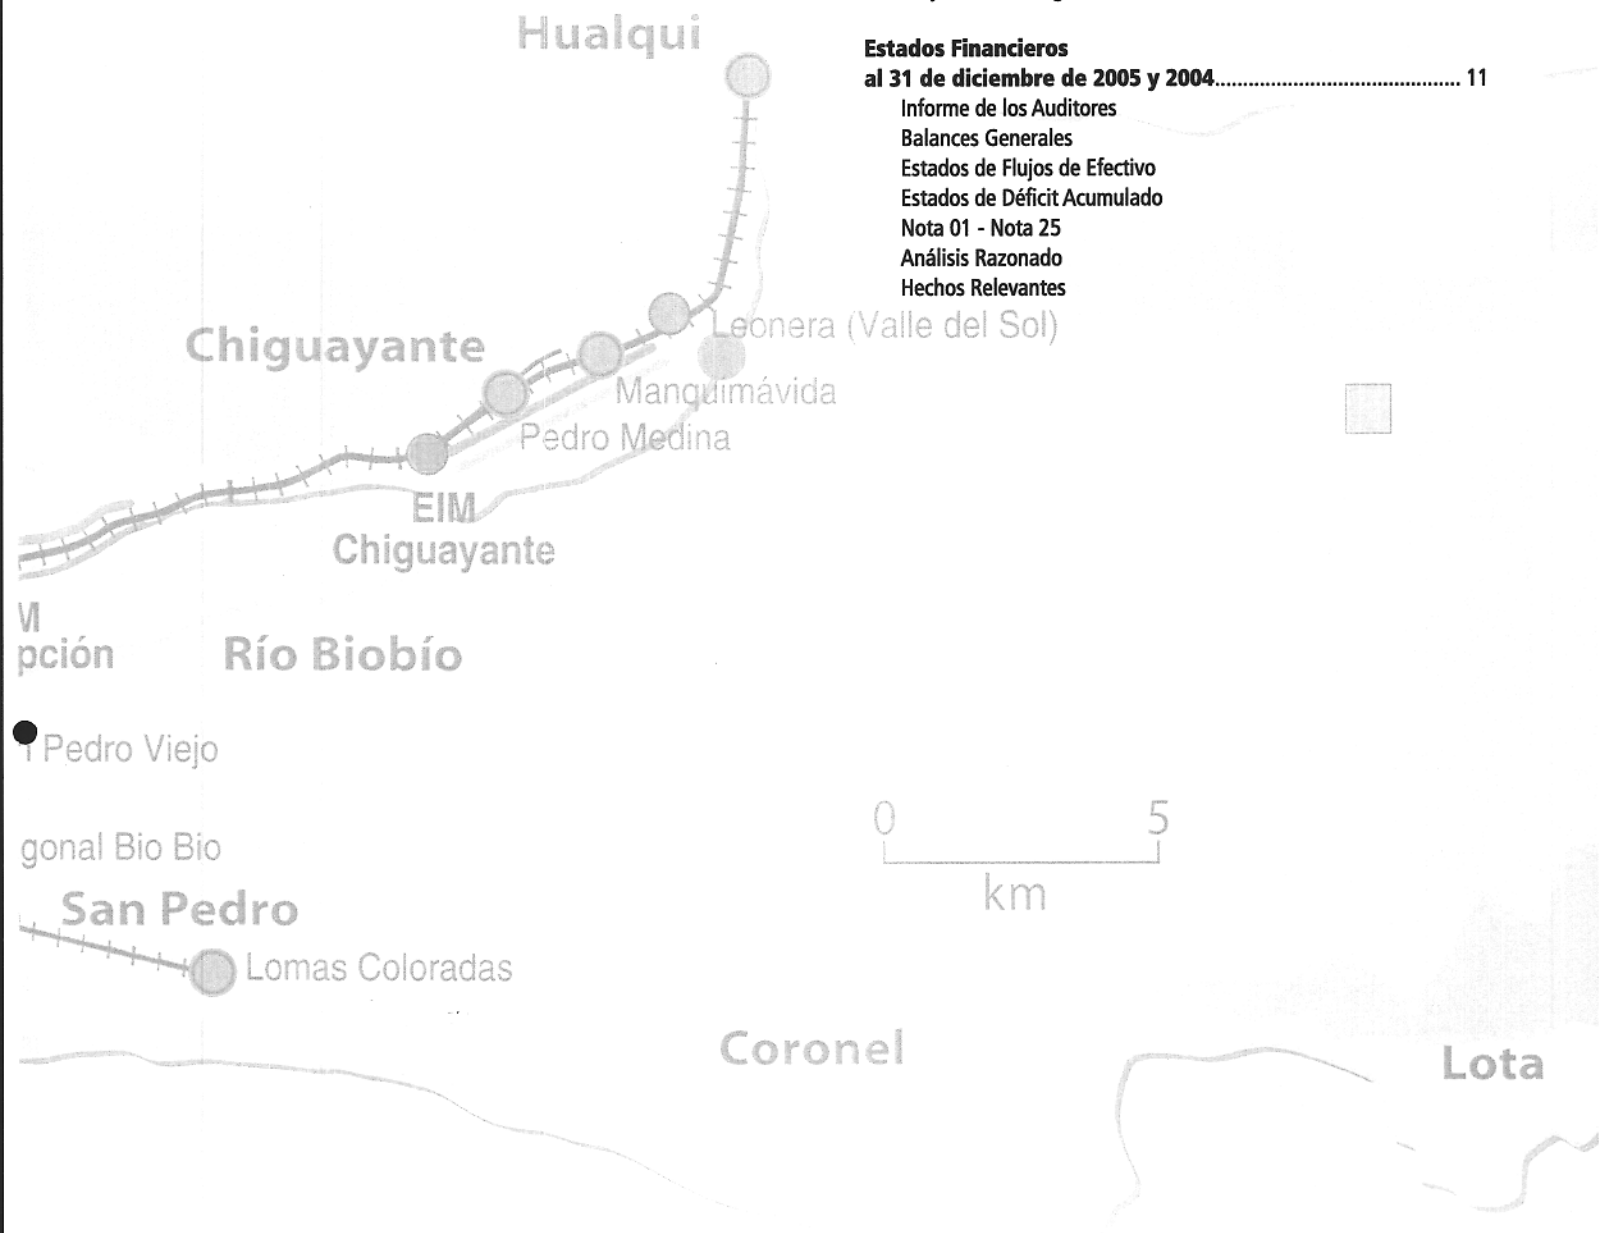 Hualqui
Estados Financieros
al 31 de diciembre de 2005 y 2004............................................ 11
Informe de los Auditores
Balances Generales
Estados de Flujos de Efectivo
Estados de Déficit Acumulado
Nota 01 - Nota 25
Análisis Razonado
Hechos Relevantes
Leonera (Valle del Sol)
Chiguayante
Manquimávida
Pedro Medina
EIM
Chiguayante
M
pción
Río Biobío
Pedro Viejo
gonal Bio Bio
0 5
km
San Pedro
Lomas Coloradas
Coronel
Lota